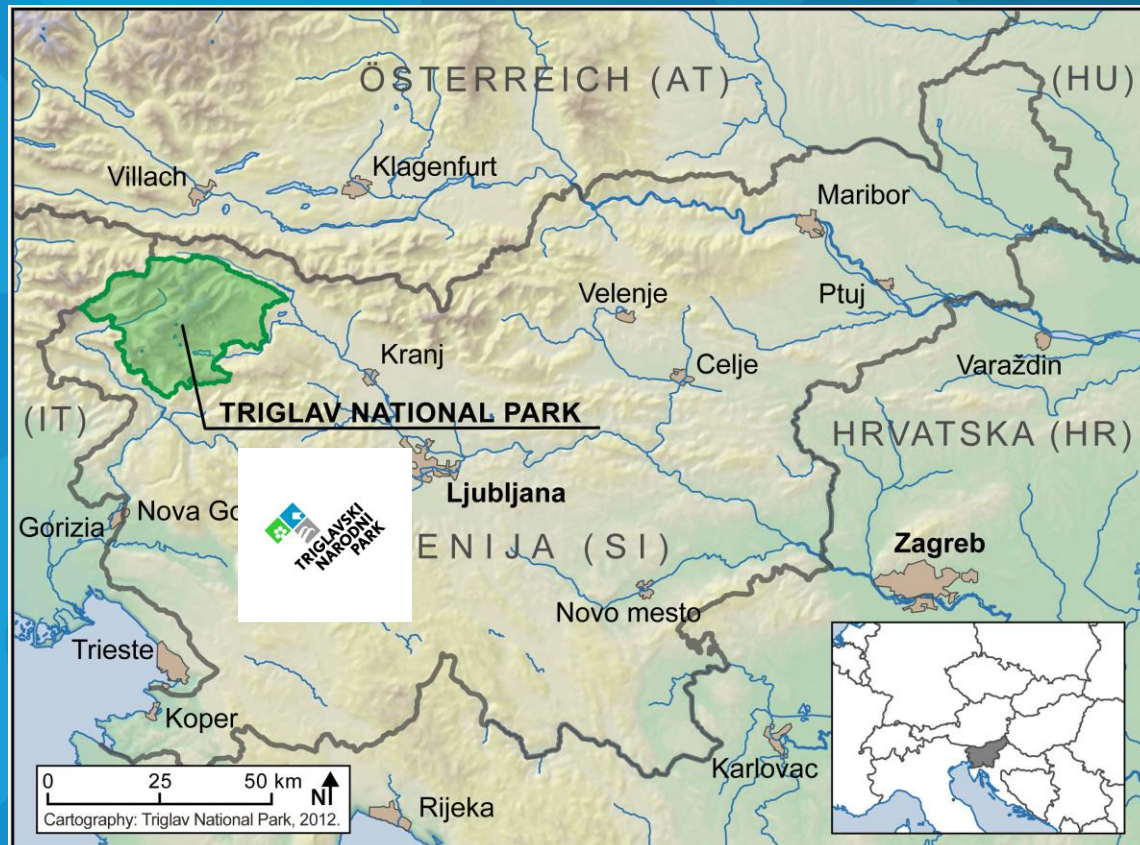 ÖSTERREICH (AT)
(HU)
Villach
Klagenfurt
Maribor
Velenje
Ptuj
Kranj
Celje
Varaždin
(IT)
TRIGLAV NATIONAL PARK
HRVATSKA (HR)
Ljubljana
Gorizia
Nova Go
TRIGLAVSKI
NARODNI
PARK
ENIJA (SI)
Zagreb
Novo mesto
Trieste
Koper
Karlovac
0 25 50 km
N
Cartography: Triglav National Park, 2012.
Rijeka